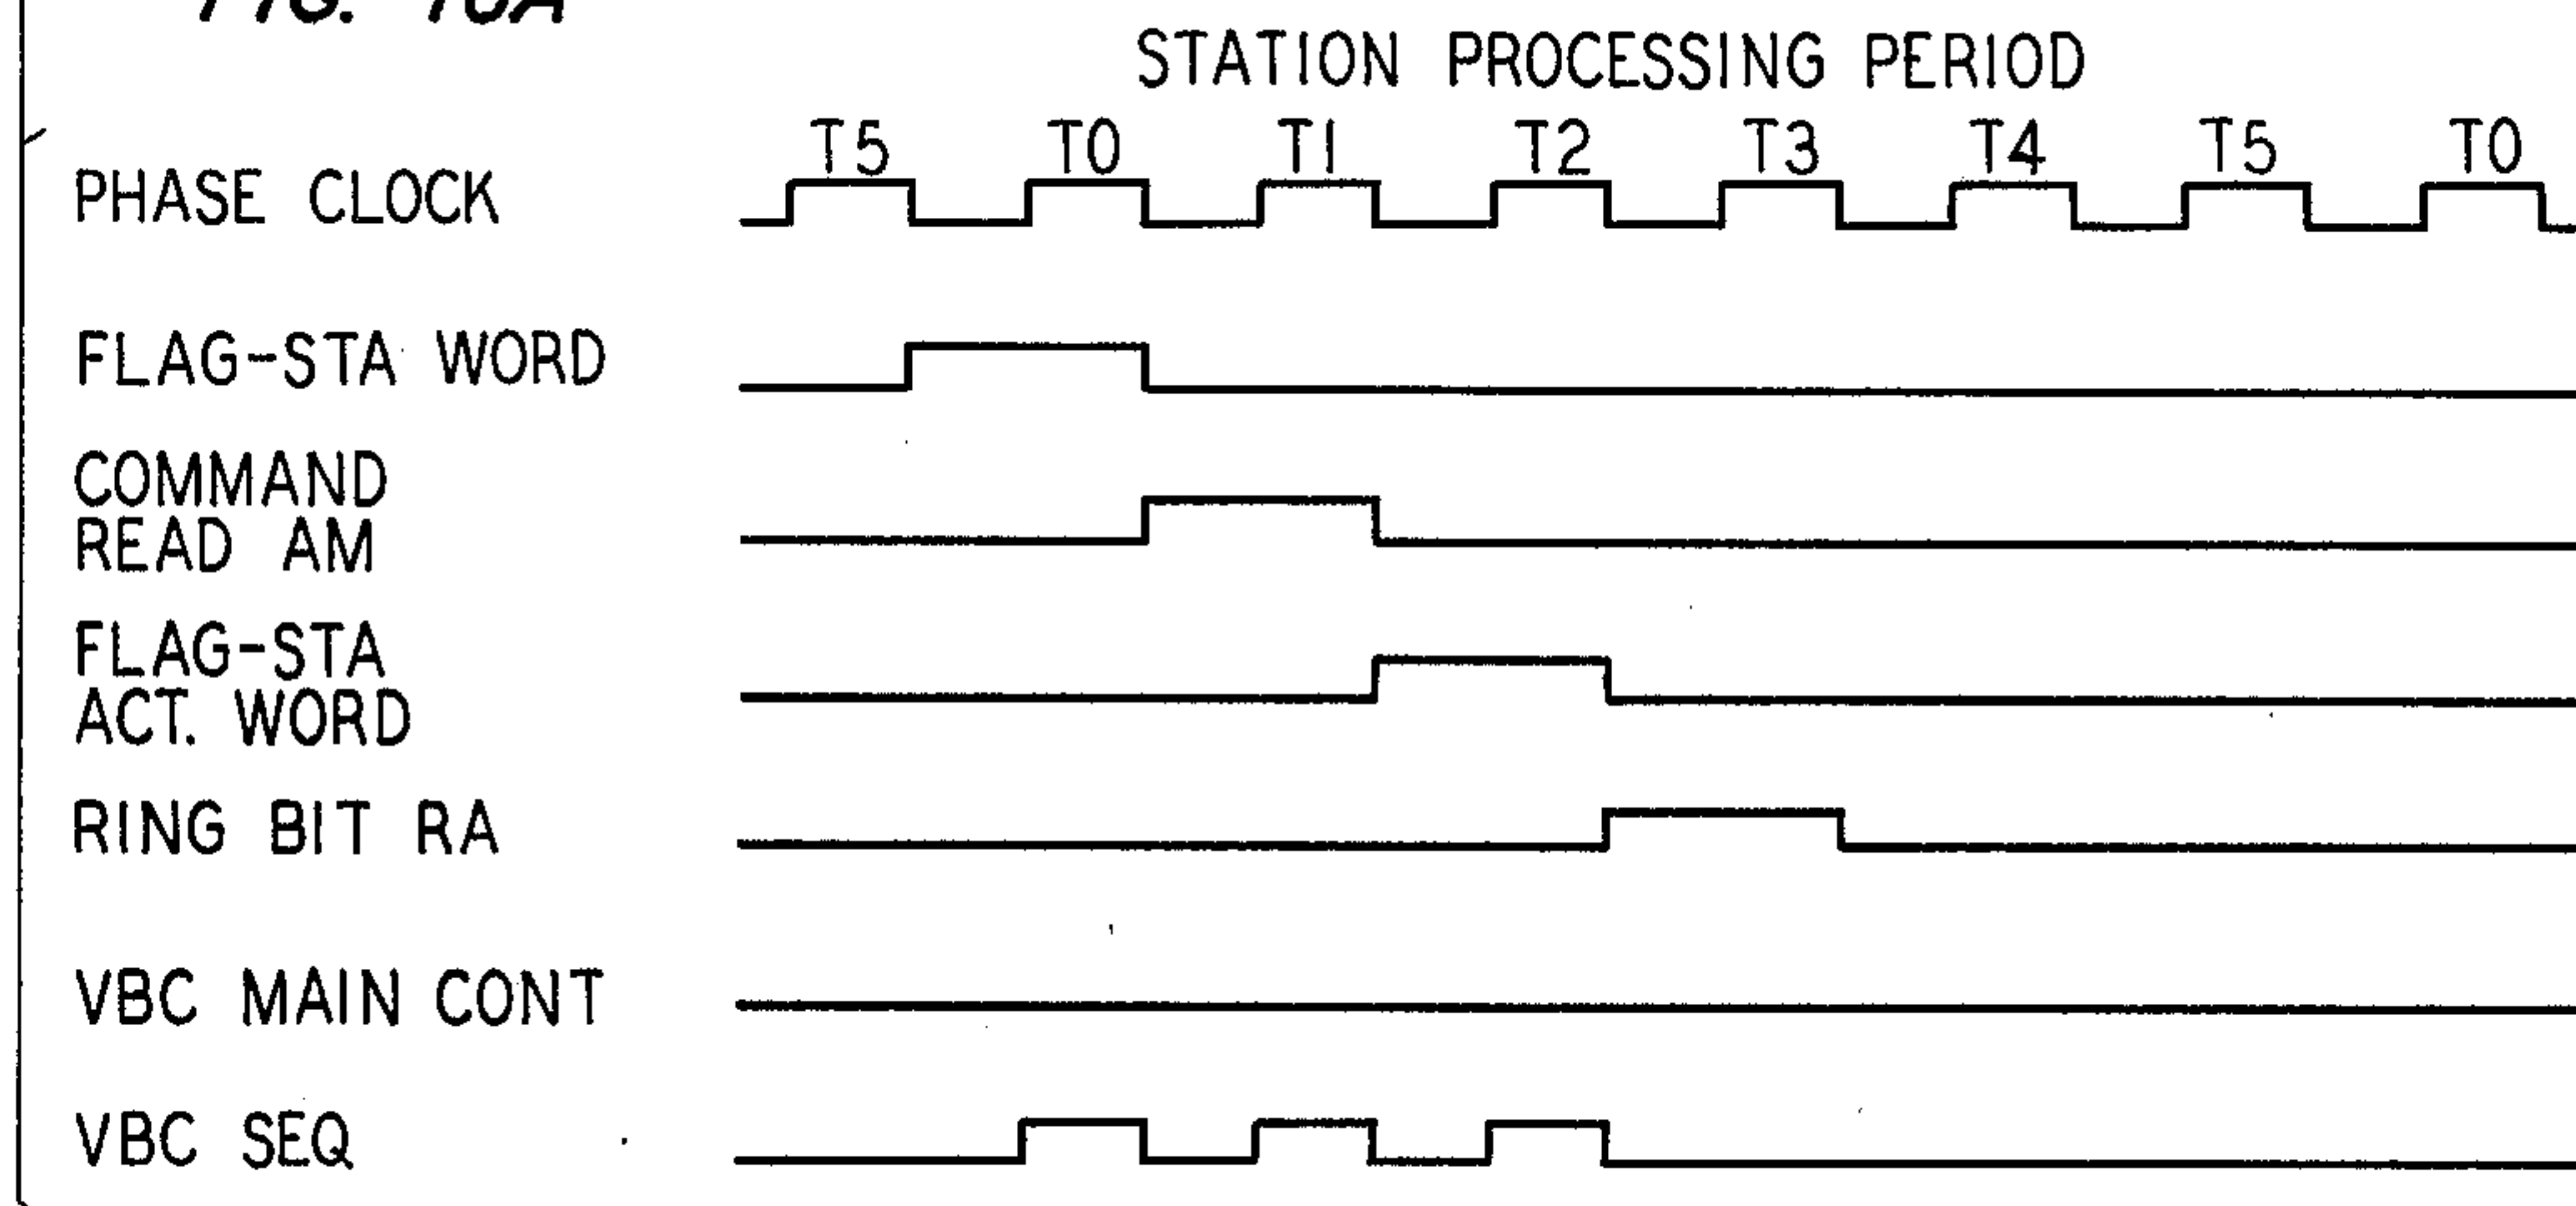 FIG. 
STATION PROCESSING PERIOD
T5 T0 T1 T2 T3 T4 T5 T0
PHASE CLOCK
FLAG-STA WORD
COMMAND
READ AM
FLAG-STA
ACT. WORD
RING BIT RA
VBC MAIN CONT
VBC SEQ